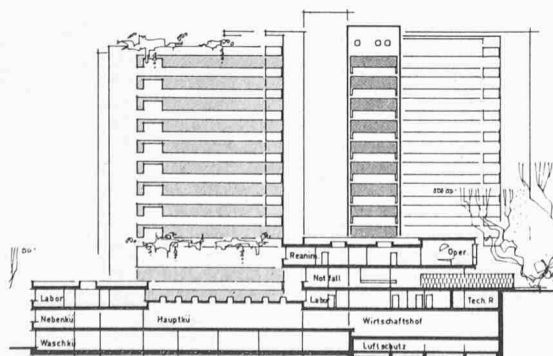 Reanim.
Oper.
Notfall
Labor
Labor
Tech. R
Nebenkü
Hauptkü
Wirtschaftshof
Waschkü
Luftschutz